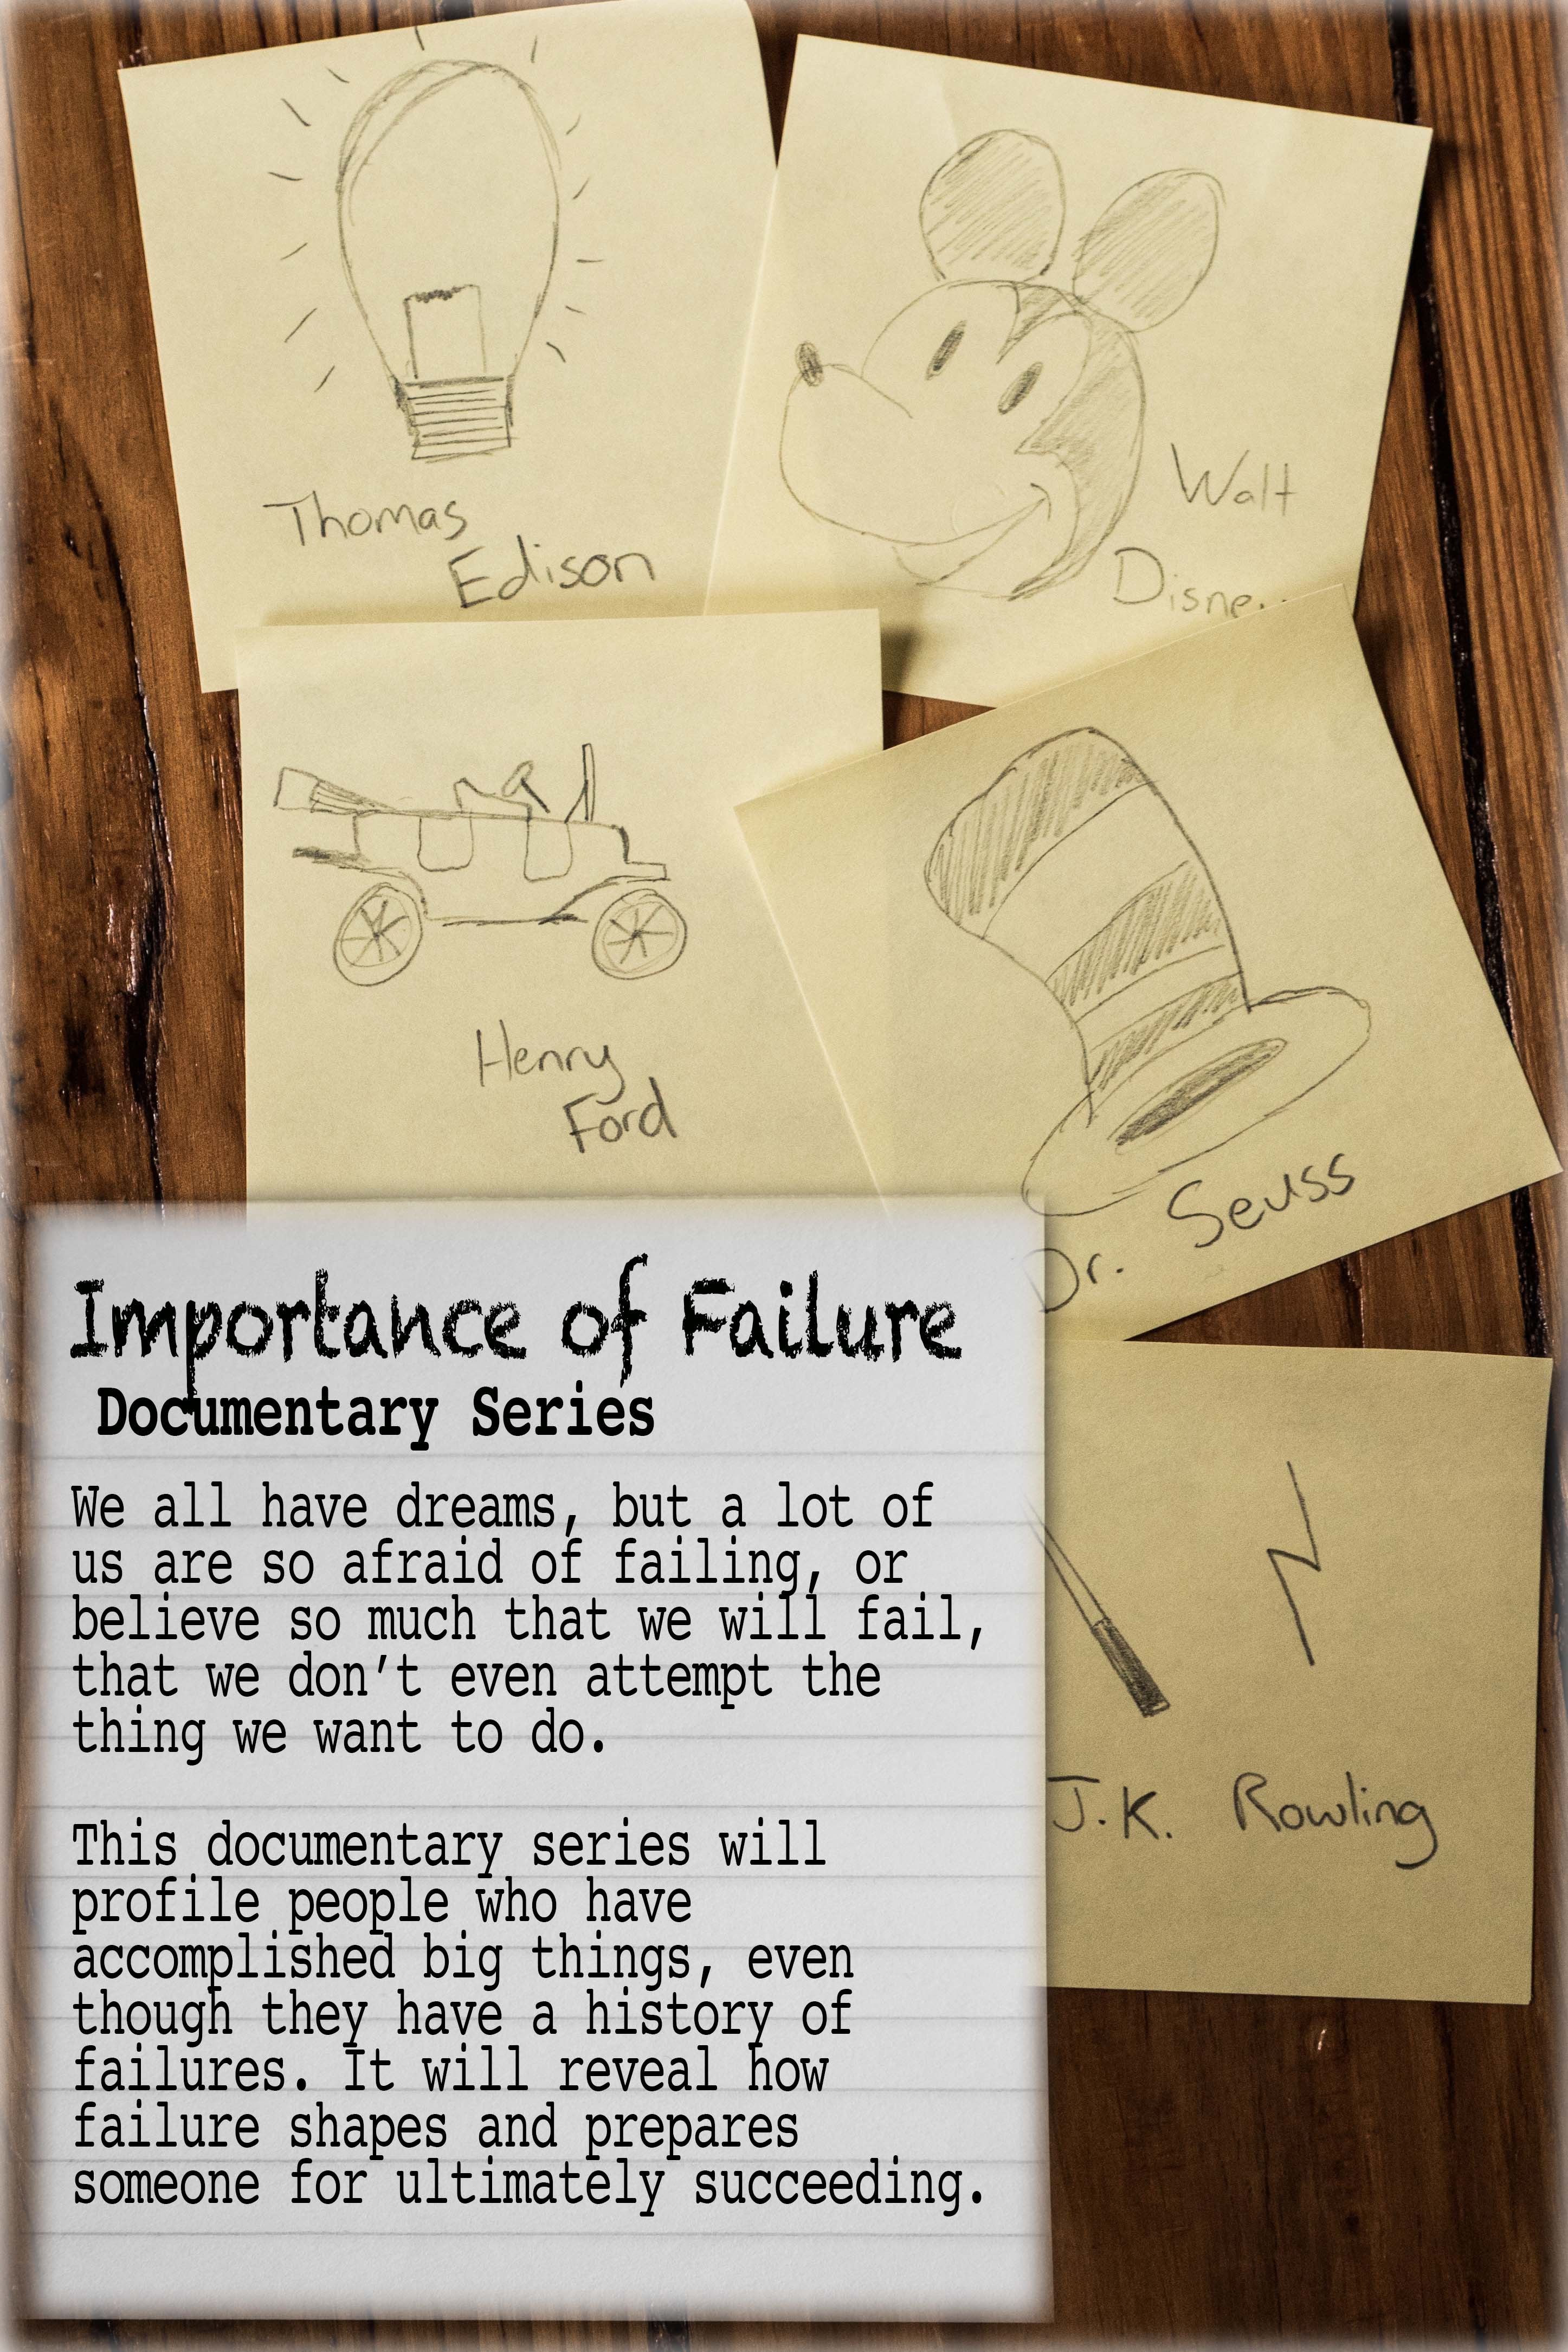 Thomas
Edison
Walt
Disne
Henry
Ford
Dr. Seuss
Importance of Failure
Documentary Series
We all have dreams, but a lot of
us are so afraid of failing, or
believe so much that we will fail,
that we don't even attempt the
thing we want to do.
This documentary series will
profile people who have
accomplished big things, even
though they have a history of
failures. It will reveal how
failure shapes and prepares
someone for ultimately succeeding.
J.K. Rowling